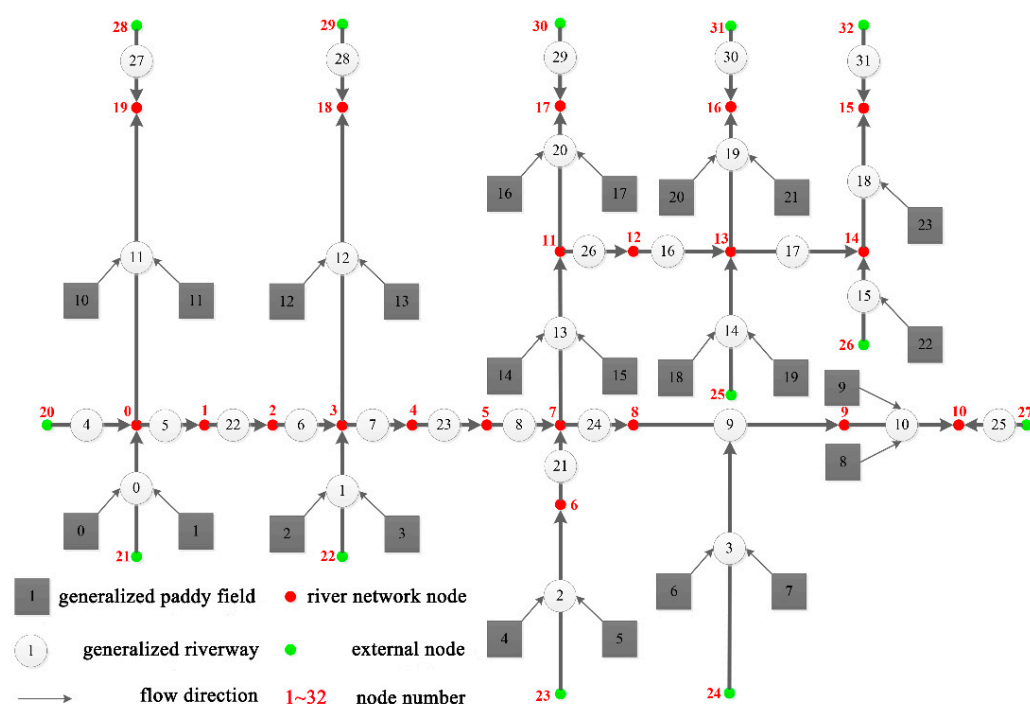 28 29 30 31 32
27 28 29 30 31
19 18 17 16 15
20 19
16 17 20 21 18
23
11 26 12 16 13 17 14
11 12
10 11 12 13 15
13 14
14 15 18 19 22
26
25 9
20 0 1 2 3 4 5 7 8 9 10 27
4 5 22 6 7 23 8 24 9 10 25
8
21
0 1
6
0 1 2 3
21 22
3
1 generalized paddy field river network node
2 6 7
4 5
1 generalized riverway external node
flow direction 1~32 node number
23 24